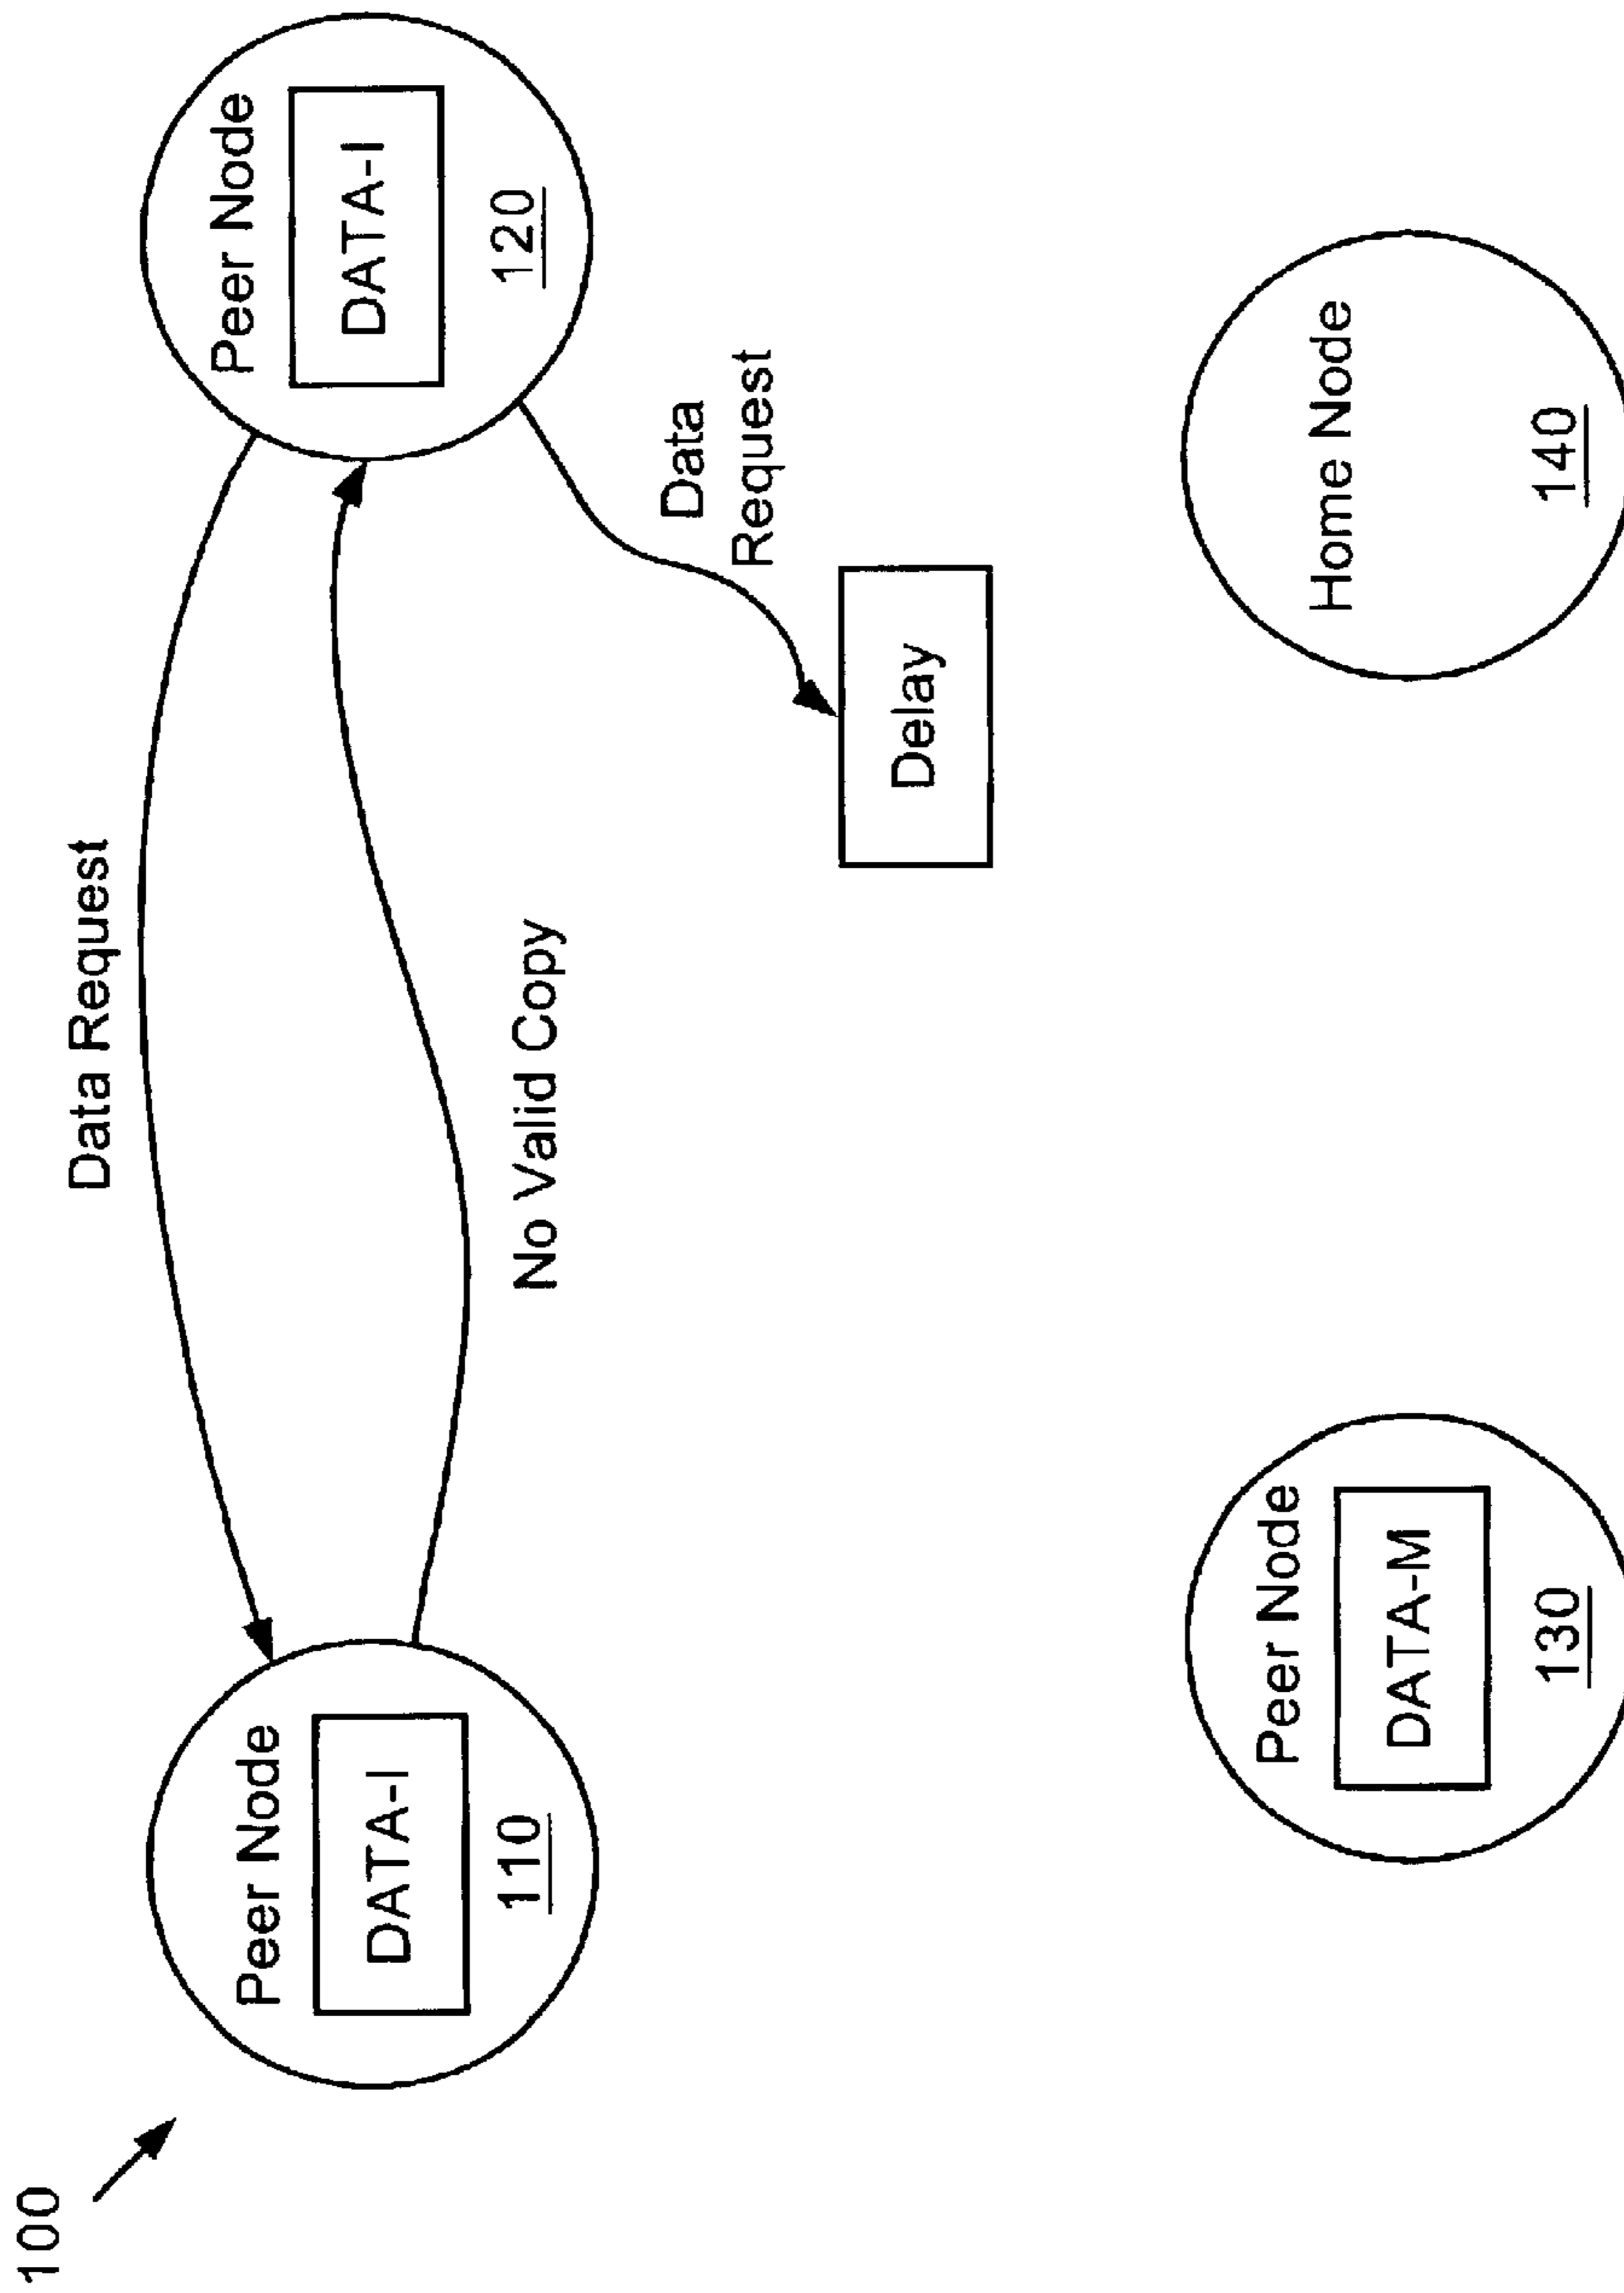 100
Data Request
Peer Node
DATA-I
110
Peer Node
DATA-I
120
No Valid Copy
Data
Request
Delay
Peer Node
DATA-M
130
Home Node
140